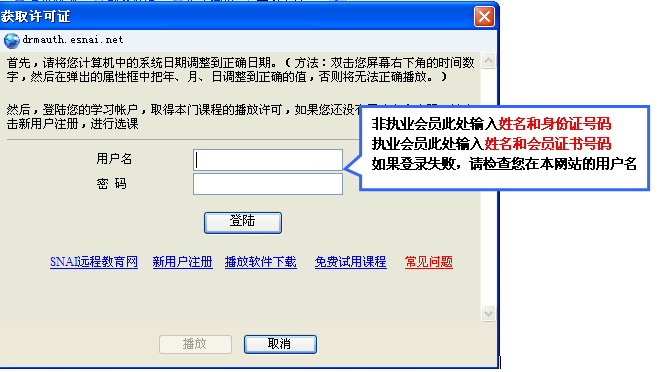 获取许可证
drmauth.esnai.net
首先，请将您计算机中的系统日期调整到正确日期。（方法：双击您屏幕右下角的时间数
字，然后在弹出的属性框中把年、月、日调整到正确的值，否则将无法正确播放。）
然后，登陆您的学习帐户，取得本门课程的播放许可，如果您还没有
击新用户注册，进行选课
非执业会员此处输入姓名和身份证号码
执业会员此处输入姓名和会员证书号码
如果登录失败，请检查您在本网站的用户名
用户名
密 码
登陆
SNAI远程教育网 新用户注册 播放软件下载 免费试用课程 常见问题
播放 取消